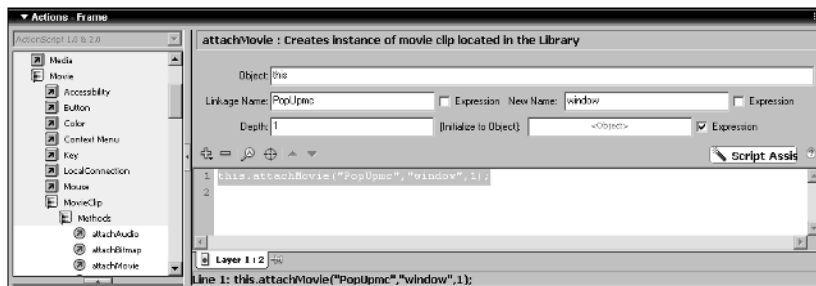 Actions - Frame
ActionScript 1.0 & 2.0
Media
Movie
Accessibility
Button
Color
Context Menu
Key
LocalConnection
Mouse
MovieClip
Methods
attachAudio
attachBitmap
attachMovie
attachMovie : Creates instance of movie clip located in the Library
Object: this
Linkage Name: PopUpmc Expression New Name: window Expression
Depth: 1 [Initialize to Object]: <Object> Expression
Script Assis
1 this.attachMovie("PopUpmc","window",1);
2
Layer 1 : 2
Line 1: this.attachMovie("PopUpmc","window",1);